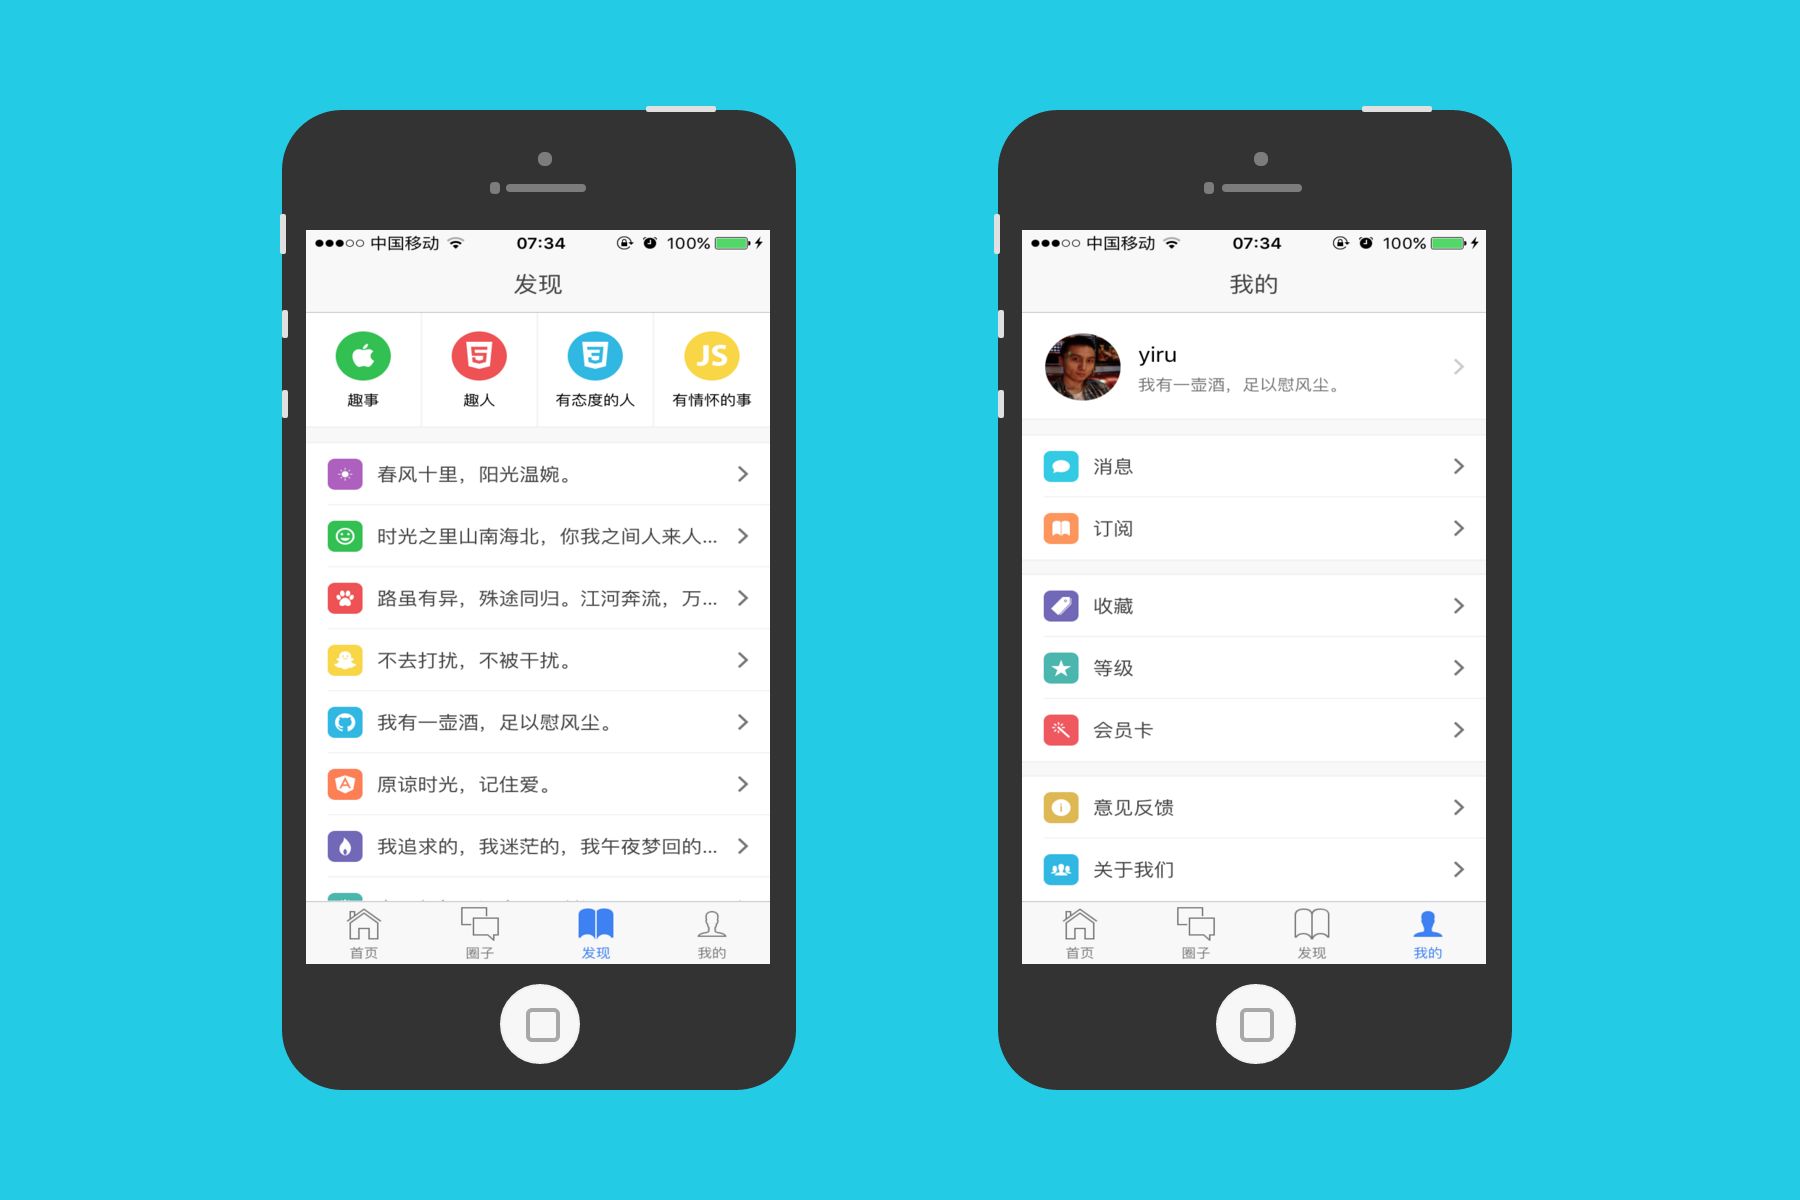 中国移动 07:34 100%
发现
趣事 趣人 有态度的人 有情怀的事
春风十里，阳光温婉。
时光之里山南海北，你我之间人来人...
路虽有异，殊途同归。江河奔流，万...
不去打扰，不被干扰。
我有一壶酒，足以慰风尘。
原谅时光，记住爱。
我追求的，我迷茫的，我午夜梦回的...
首页 圈子 发现 我的
中国移动 07:34 100%
我的
yiru
我有一壶酒，足以慰风尘。
消息
订阅
收藏
等级
会员卡
意见反馈
关于我们
首页 圈子 发现 我的